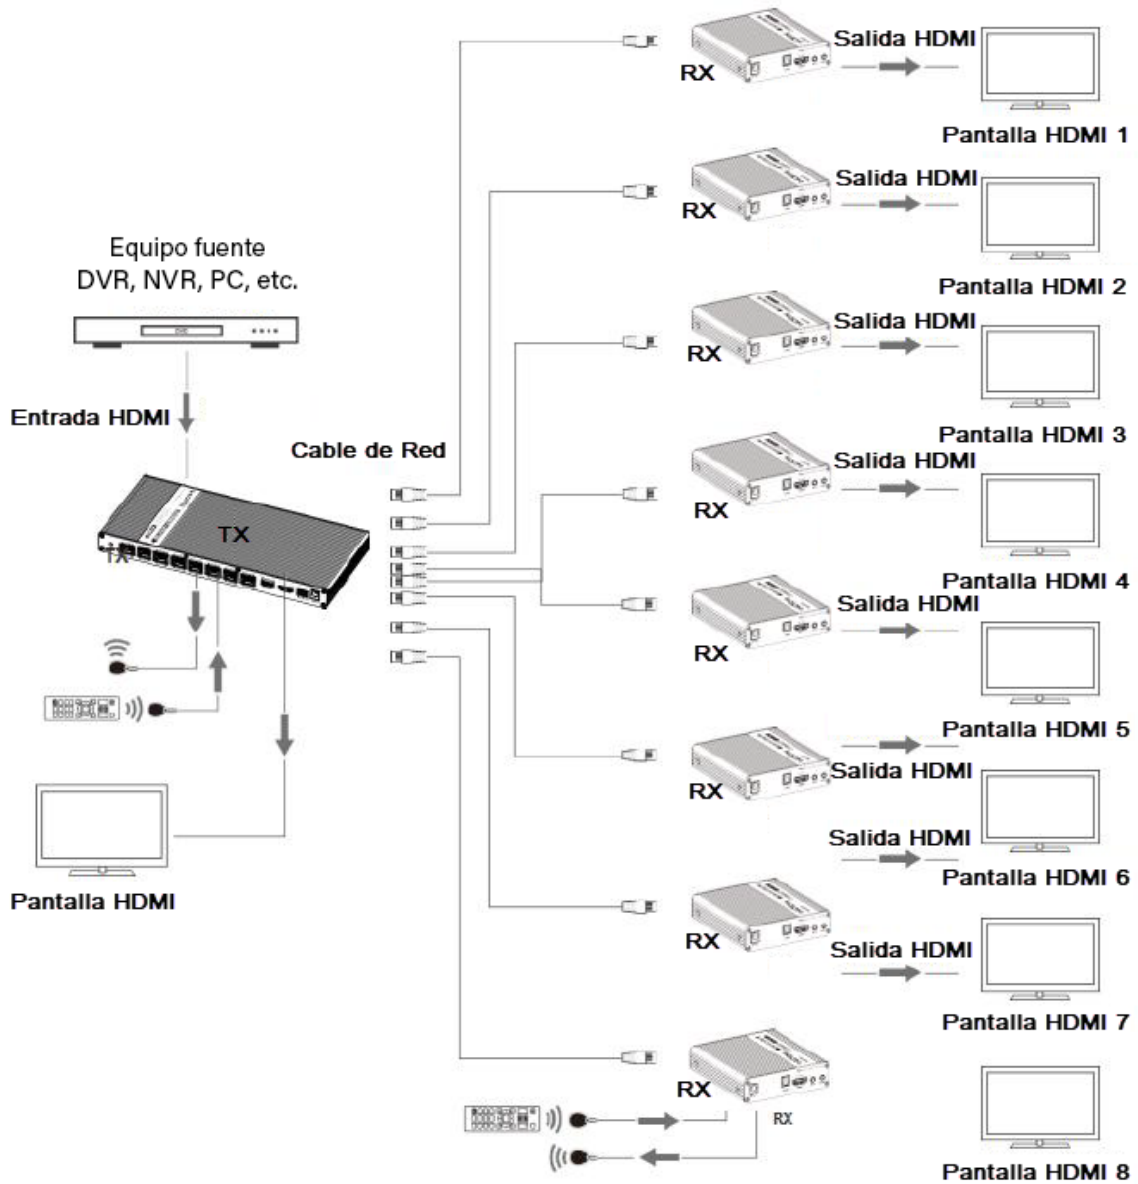 Salida HDMI
RX
Pantalla HDMI 1
Salida HDMI
RX
Pantalla HDMI 2
Equipo fuente
DVR, NVR, PC, etc.
Salida HDMI
RX
Entrada HDMI
Pantalla HDMI 3
Cable de Red
Salida HDMI
RX
TX
TX
Pantalla HDMI 4
Salida HDMI
RX
Pantalla HDMI 5
Salida HDMI
RX
Salida HDMI
Pantalla HDMI 6
Pantalla HDMI
RX
Salida HDMI
Pantalla HDMI 7
RX
RX
Pantalla HDMI 8